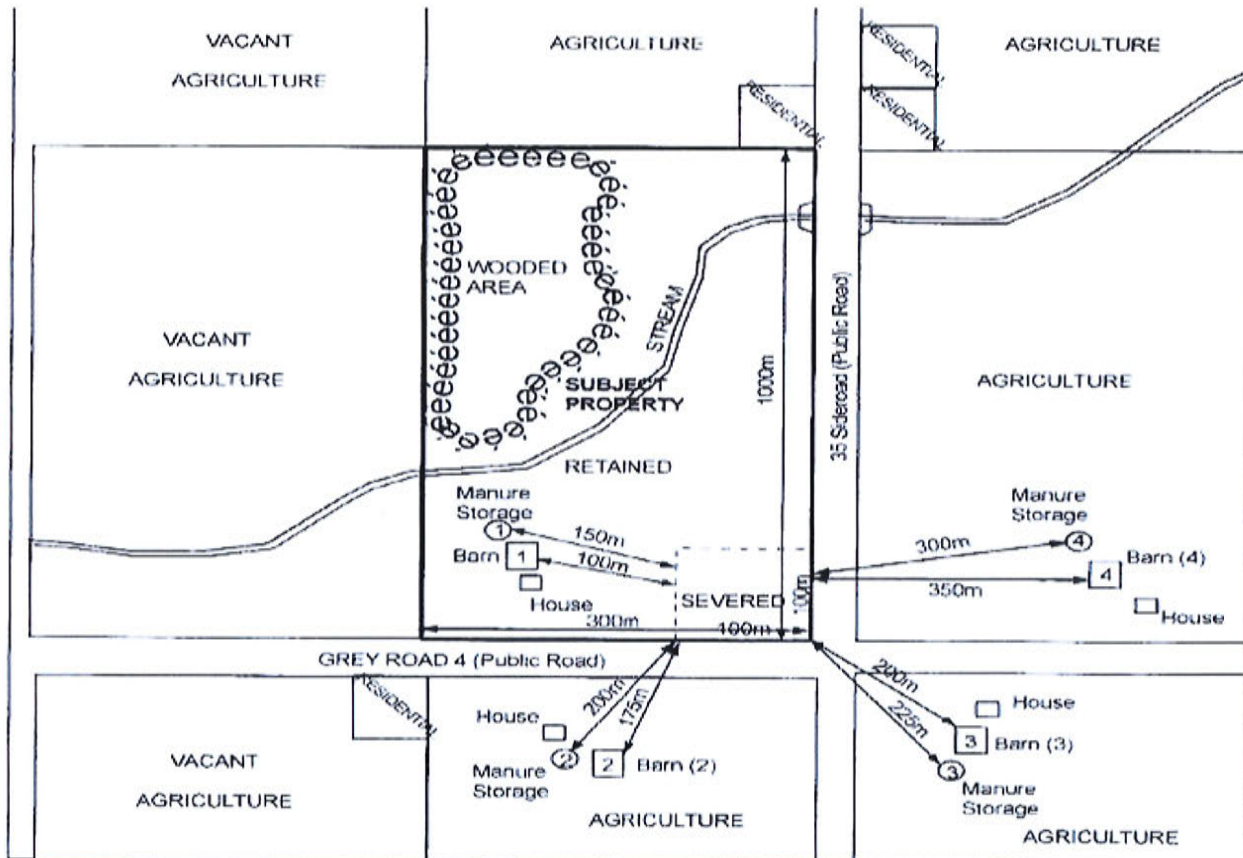 VACANT
AGRICULTURE
AGRICULTURE
RESIDENTIAL
RESIDENTIAL
RESIDENTIAL
AGRICULTURE
WOODED
AREA
STREAM
1000m
35 Sideroad (Public Road)
VACANT
AGRICULTURE
SUBJECT
PROPERTY
AGRICULTURE
RETAINED
Manure
Storage
1
150m
Barn
1
100m
House
SEVERED
100m
300m
100m
Manure
Storage
4
300m
Barn (4)
4
350m
House
GREY ROAD 4 (Public Road)
RESIDENTIAL
VACANT
AGRICULTURE
House
200m
175m
2
2
Barn (2)
Manure
Storage
AGRICULTURE
200m
225m
House
3
Barn (3)
3
Manure
Storage
AGRICULTURE